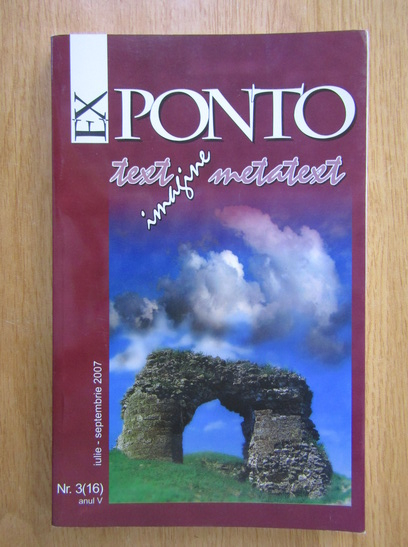 EX PONTO
text imagine metatext
iulie - septembrie 2007
Nr. 3(16)
anul V